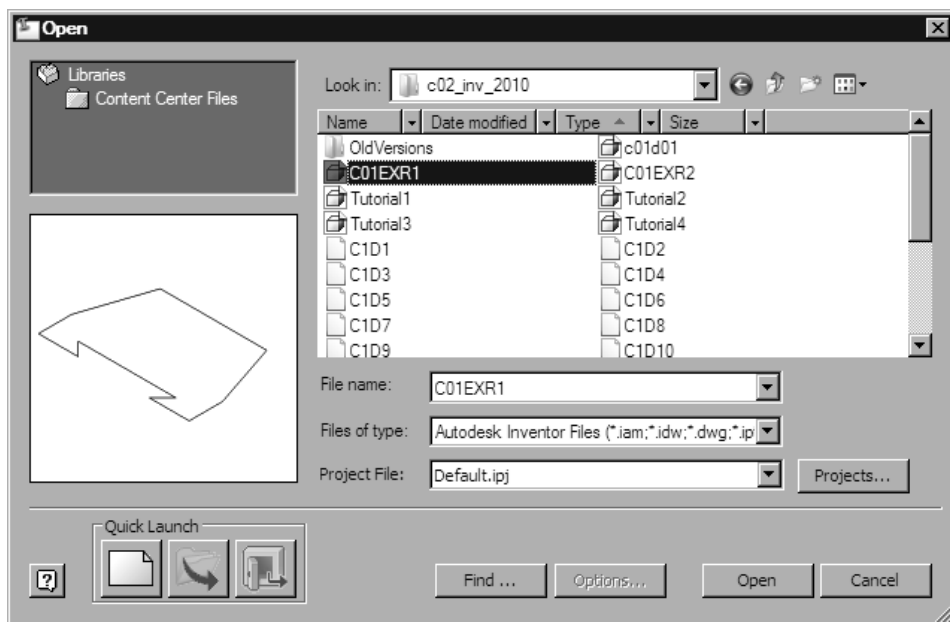 Open
Libraries
Content Center Files
Look in: c02_inv_2010
Name Date modified Type Size
OldVersions c01d01
C01EXR1 C01EXR2
Tutorial1 Tutorial2
Tutorial3 Tutorial4
C1D1 C1D2
C1D3 C1D4
C1D5 C1D6
C1D7 C1D8
C1D9 C1D10
File name: C01EXR1
Files of type: Autodesk Inventor Files (*.iam;*.idw;*.dwg;*.ip
Project File: Default.ipj Projects...
Quick Launch
Find ... Options... Open Cancel